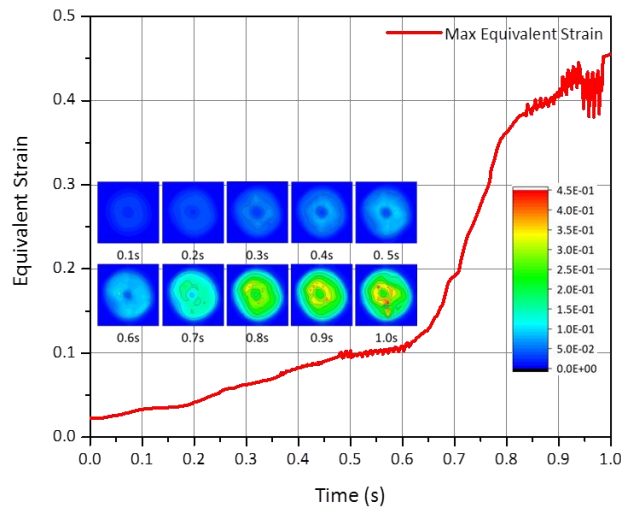 0.5
Max Equivalent Strain
0.4
0.3
0.2
0.1
0.0
Equivalent Strain
0.1s 0.2s 0.3s 0.4s 0.5s
0.6s 0.7s 0.8s 0.9s 1.0s
4.5E-01
4.0E-01
3.5E-01
3.0E-01
2.5E-01
2.0E-01
1.5E-01
1.0E-01
5.0E-02
0.0E+00
0.0 0.1 0.2 0.3 0.4 0.5 0.6 0.7 0.8 0.9 1.0
Time (s)